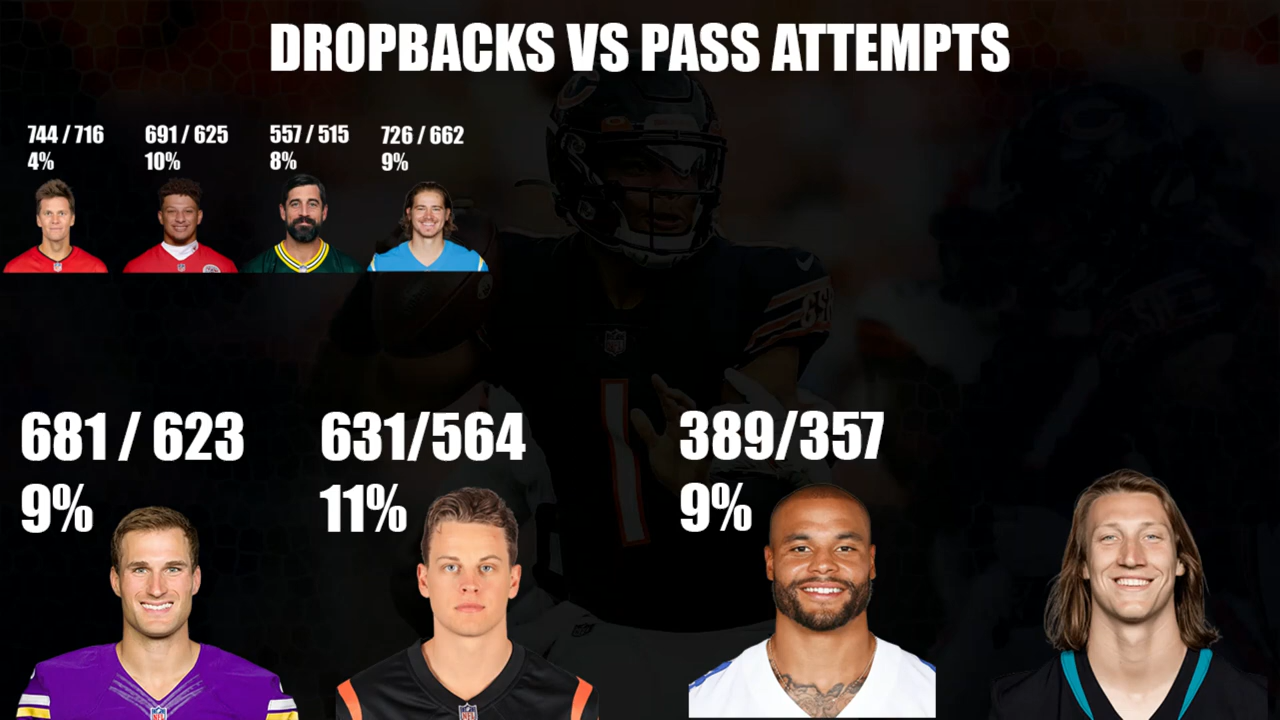 DROPBACKS VS PASS ATTEMPTS
744 / 716
4%
691 / 625
10%
557 / 515
8%
726 / 662
9%
681 / 623
9%
631/564
11%
389/357
9%